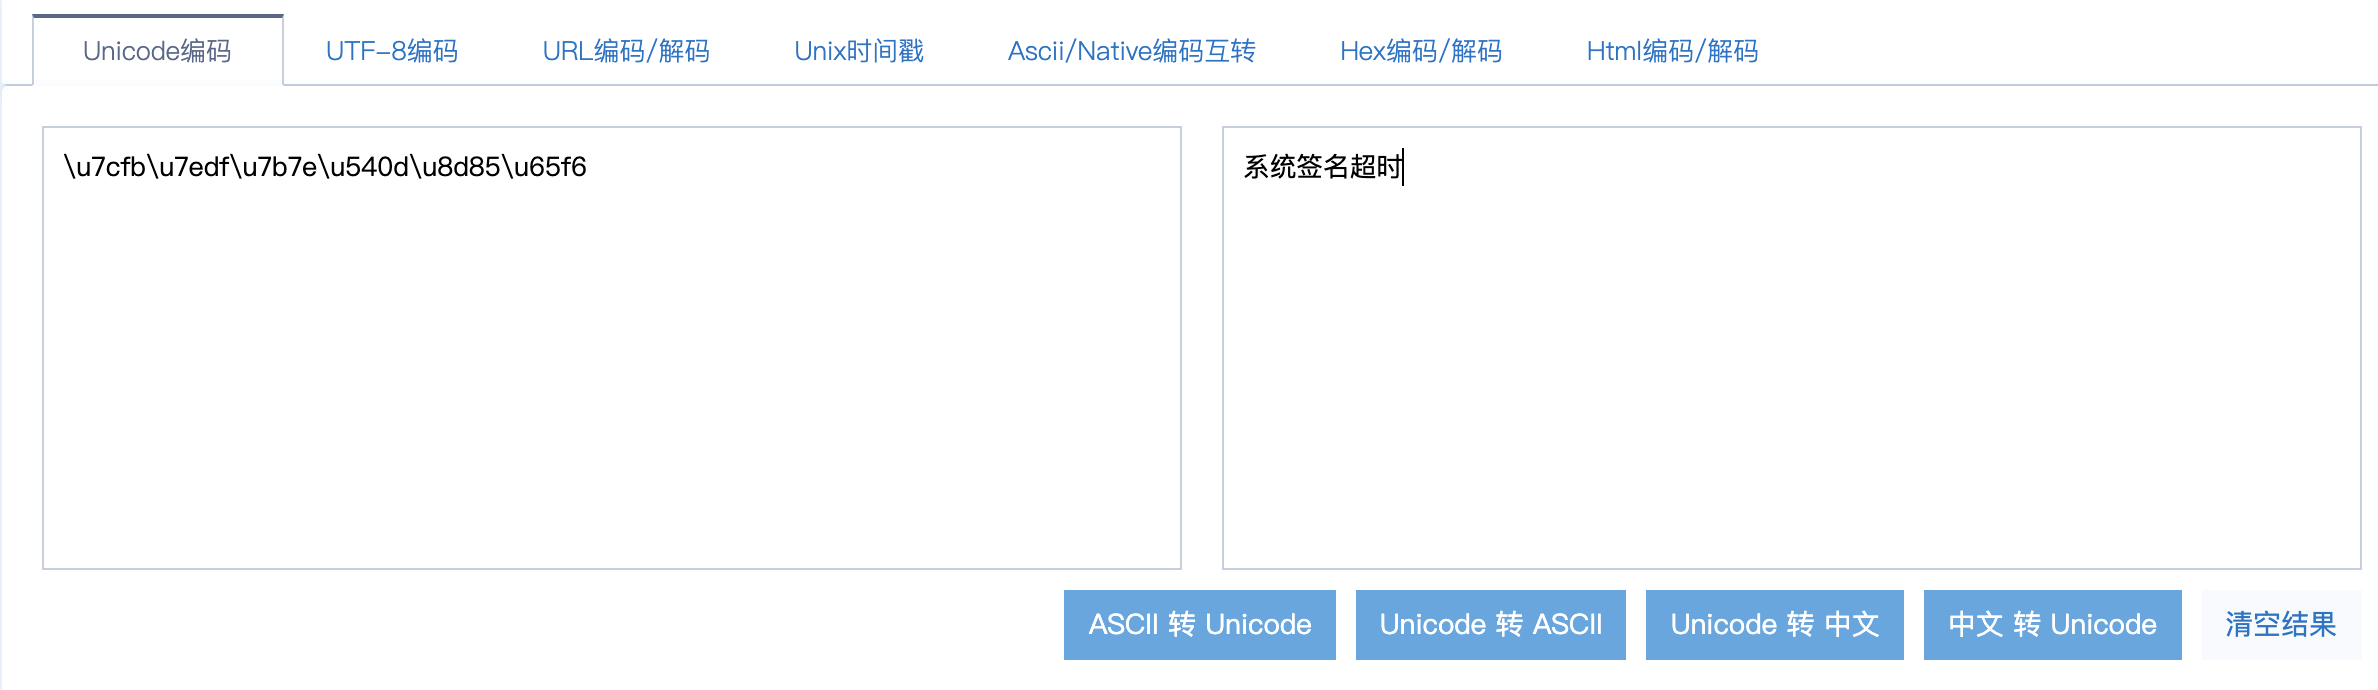 Unicode编码 UTF-8编码 URL编码/解码 Unix时间戳 Ascii/Native编码互转 Hex编码/解码 Html编码/解码
\u7cfb\u7edf\u7b7e\u540d\u8d85\u65f6
系统签名超时
ASCII 转 Unicode Unicode 转 ASCII Unicode 转 中文 中文 转 Unicode 清空结果